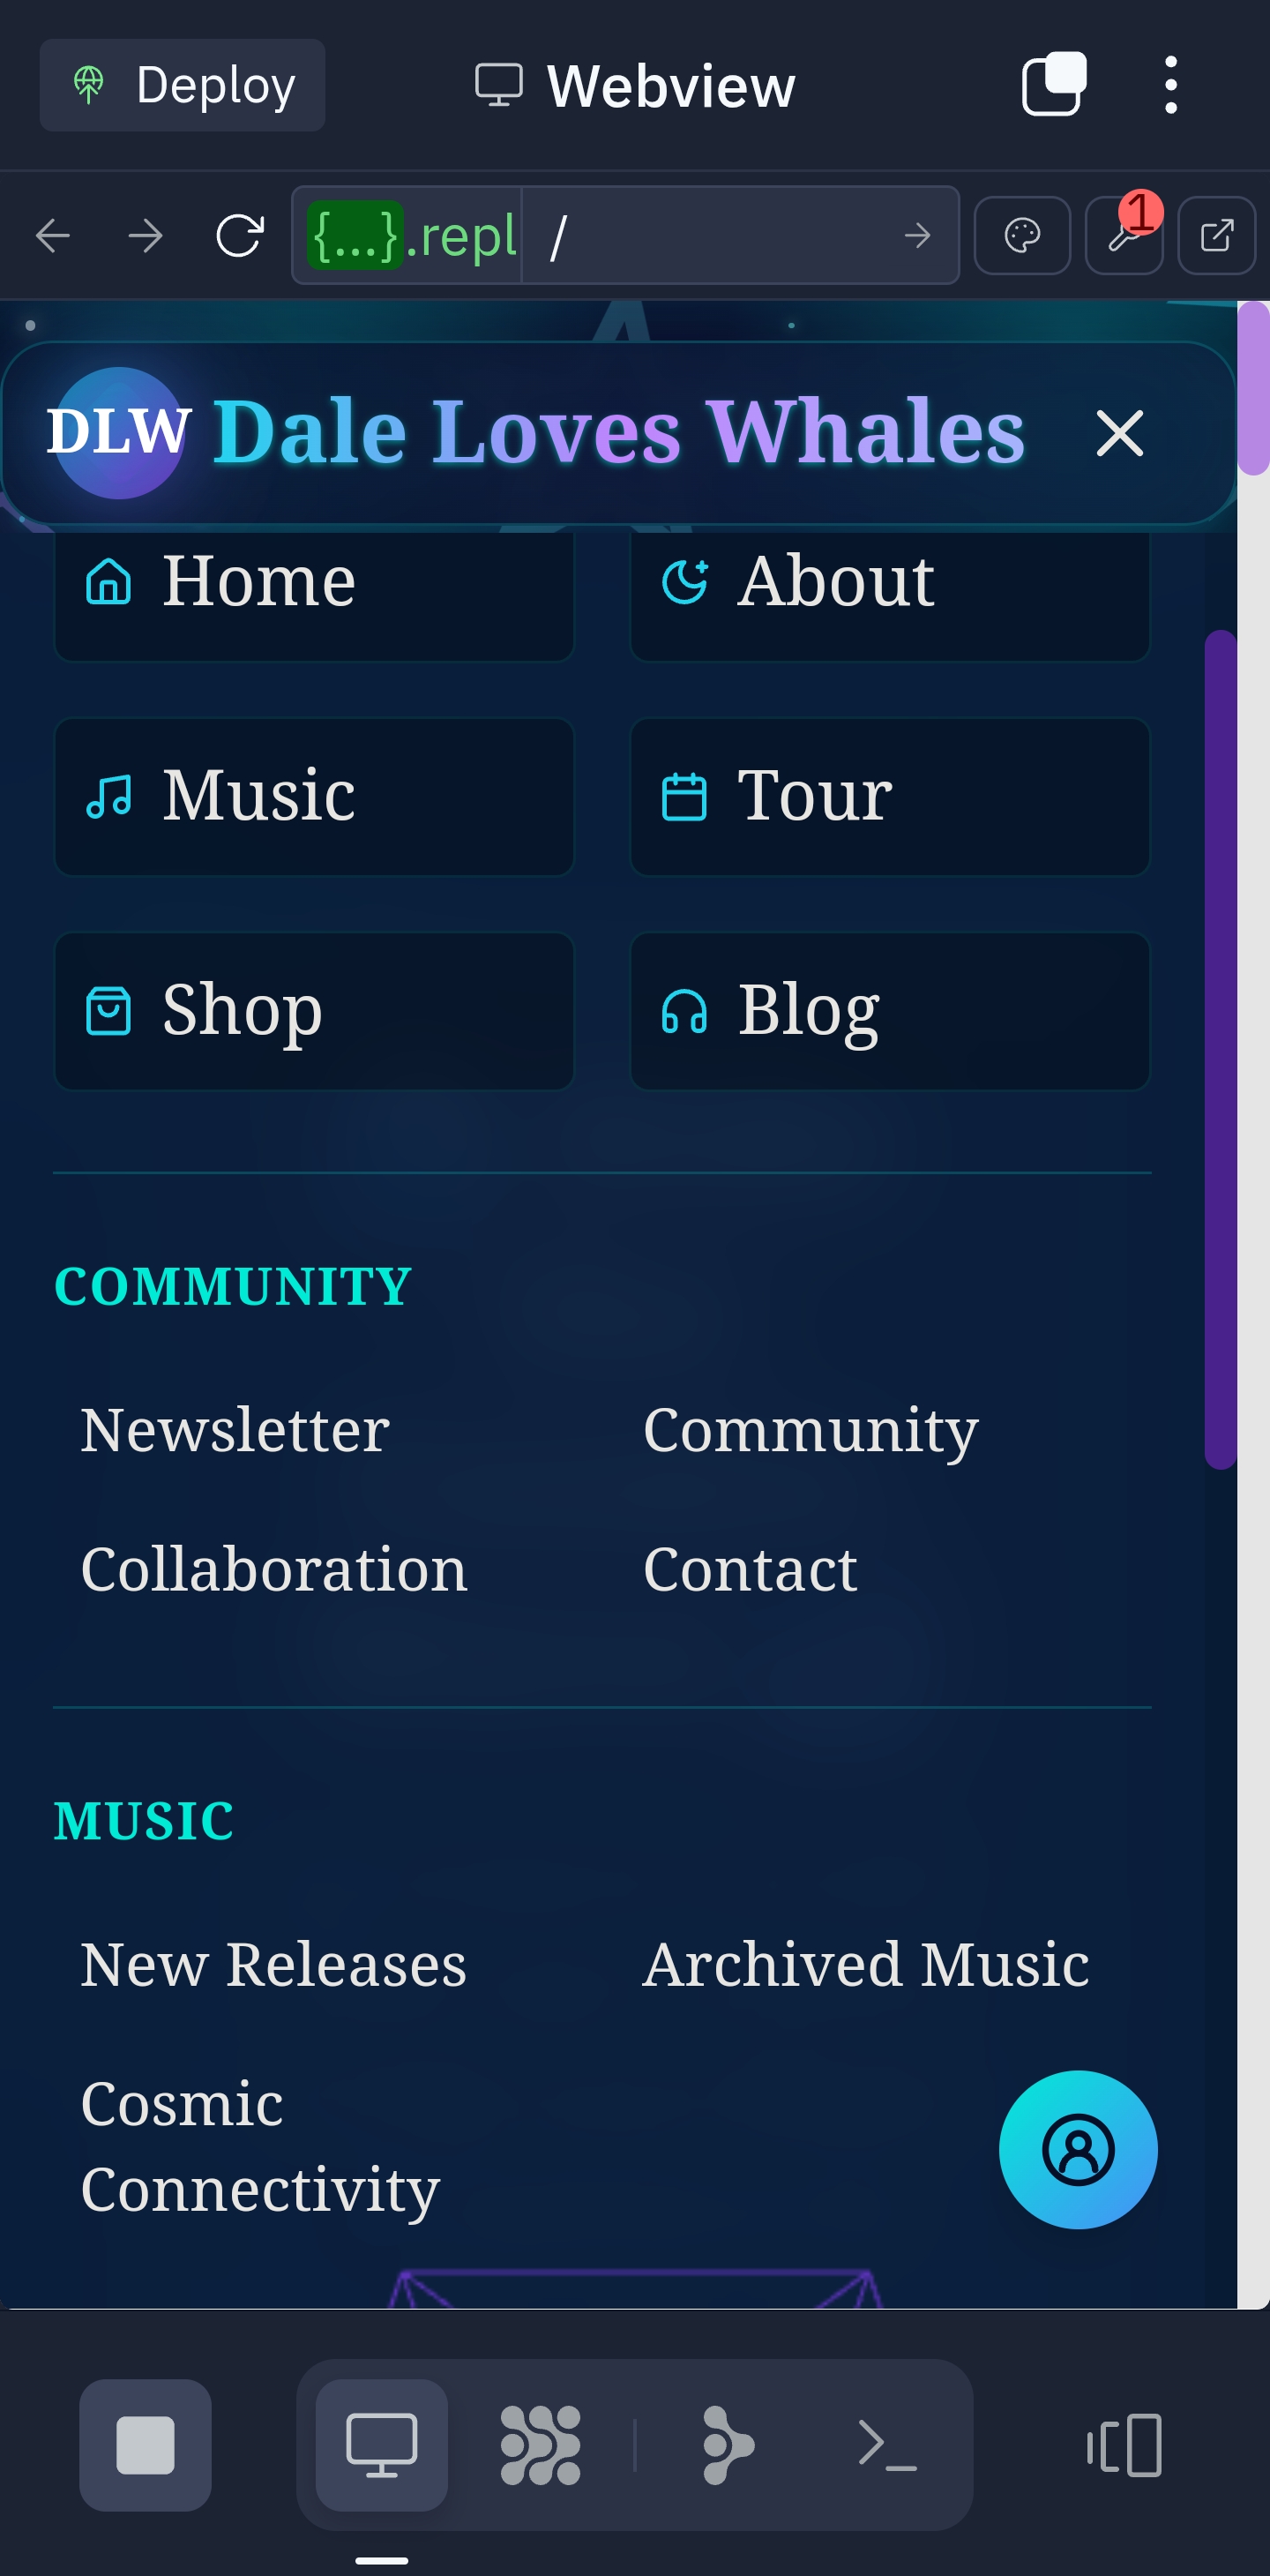 Deploy
Webview
{...}.repl /
1
DLW Dale Loves Whales
Home
About
Music
Tour
Shop
Blog
COMMUNITY
Newsletter
Community
Collaboration
Contact
MUSIC
New Releases
Archived Music
Cosmic
Connectivity